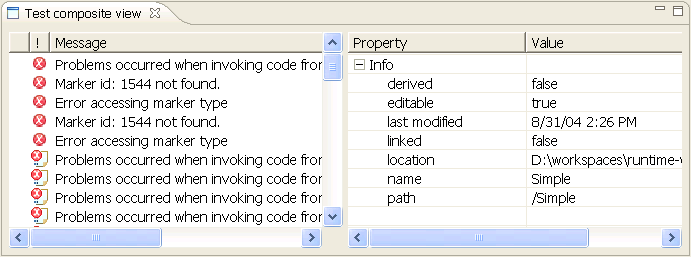 Test composite view
! Message
Problems occurred when invoking code fror
Marker id: 1544 not found.
Error accessing marker type
Marker id: 1544 not found.
Error accessing marker type
Problems occurred when invoking code fror
Problems occurred when invoking code fror
Problems occurred when invoking code fror
Problems occurred when invoking code fror
Property Value
Info
derived false
editable true
last modified 8/31/04 2:26 PM
linked false
location D:\workspaces\runtime-
name Simple
path /Simple